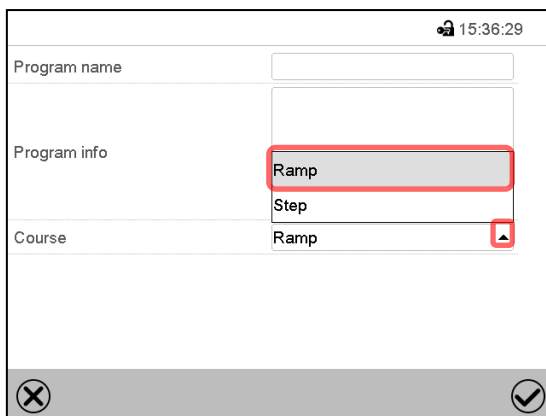 15:36:29
Program name
Program info
Ramp
Step
Course
Ramp